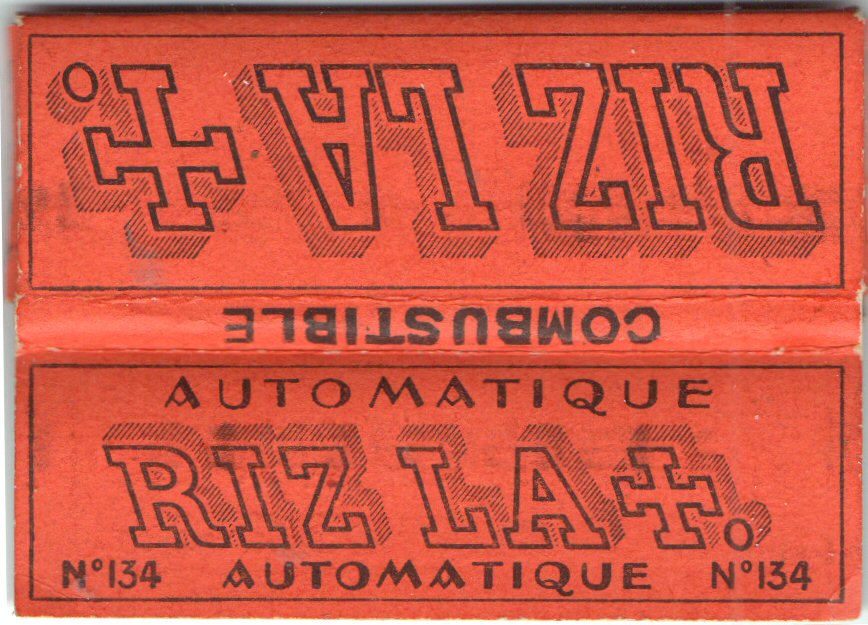 RIZ LA+.
COMBUSTIBLE
AUTOMATIQUE
RIZ LA+.
N° 134 AUTOMATIQUE N° 134